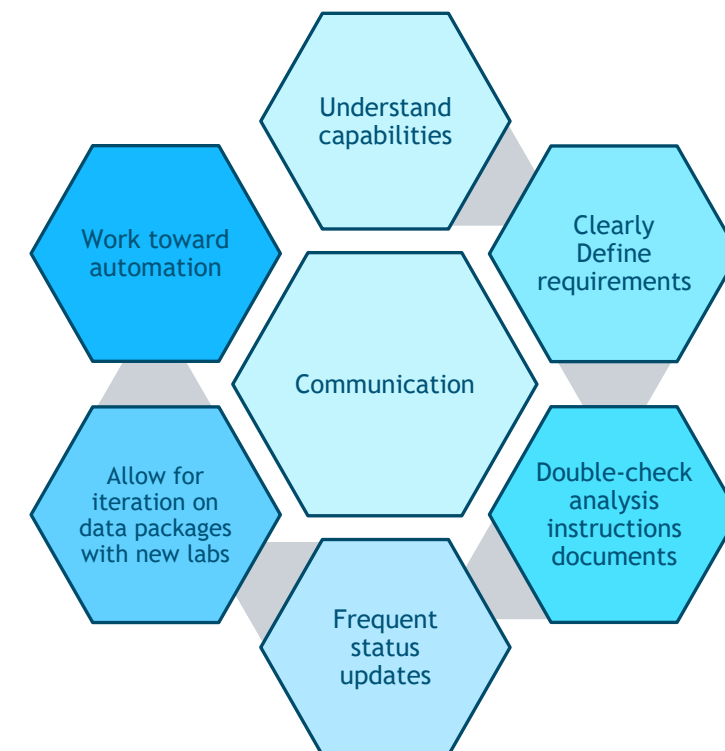 Understand
capabilities
Clearly
Define
requirements
Double-check
analysis
instructions
documents
Frequent
status
updates
Allow for
iteration on
data packages
with new labs
Work toward
automation
Communication